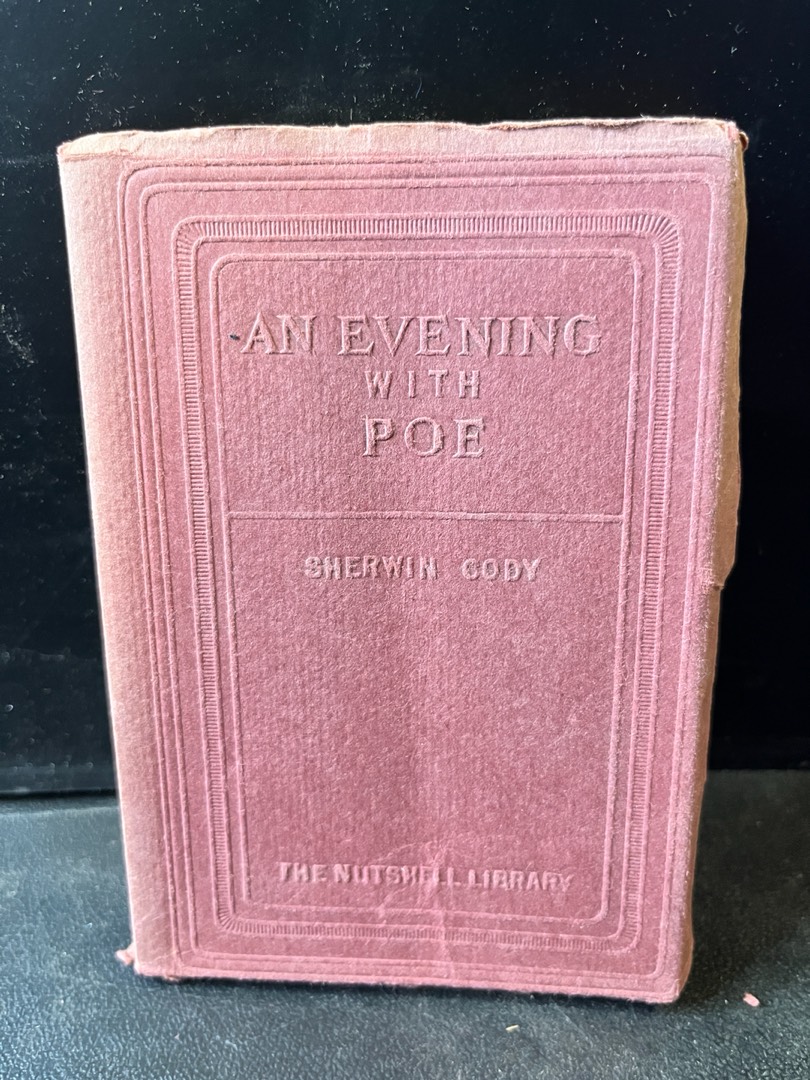 AN EVENING
WITH
POE
SHERWIN CODY
THE NUTSHELL LIBRARY